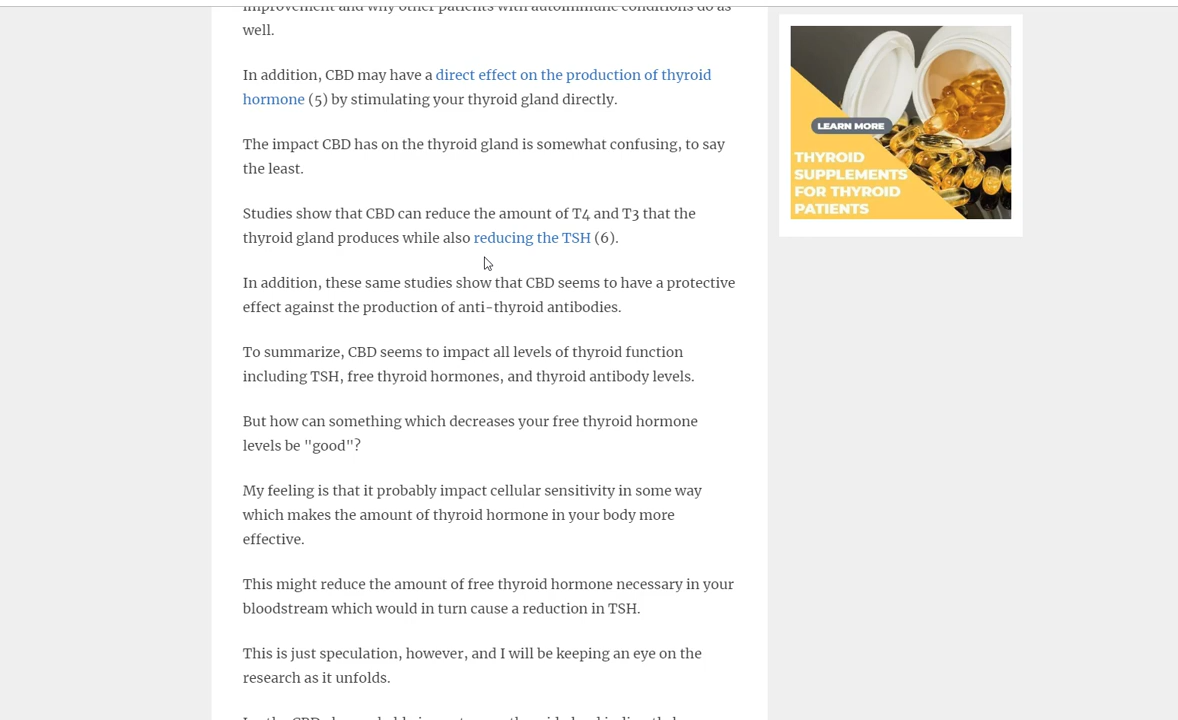 improvement and why other patients with autoimmune conditions do as
well.
In addition, CBD may have a direct effect on the production of thyroid
hormone (5) by stimulating your thyroid gland directly.
The impact CBD has on the thyroid gland is somewhat confusing, to say
the least.
Studies show that CBD can reduce the amount of T4 and T3 that the
thyroid gland produces while also reducing the TSH (6).
In addition, these same studies show that CBD seems to have a protective
effect against the production of anti-thyroid antibodies.
To summarize, CBD seems to impact all levels of thyroid function
including TSH, free thyroid hormones, and thyroid antibody levels.
But how can something which decreases your free thyroid hormone
levels be "good"?
My feeling is that it probably impact cellular sensitivity in some way
which makes the amount of thyroid hormone in your body more
effective.
This might reduce the amount of free thyroid hormone necessary in your
bloodstream which would in turn cause a reduction in TSH.
This is just speculation, however, and I will be keeping an eye on the
research as it unfolds.
LEARN MORE
THYROID
SUPPLEMENTS
FOR THYROID
PATIENTS